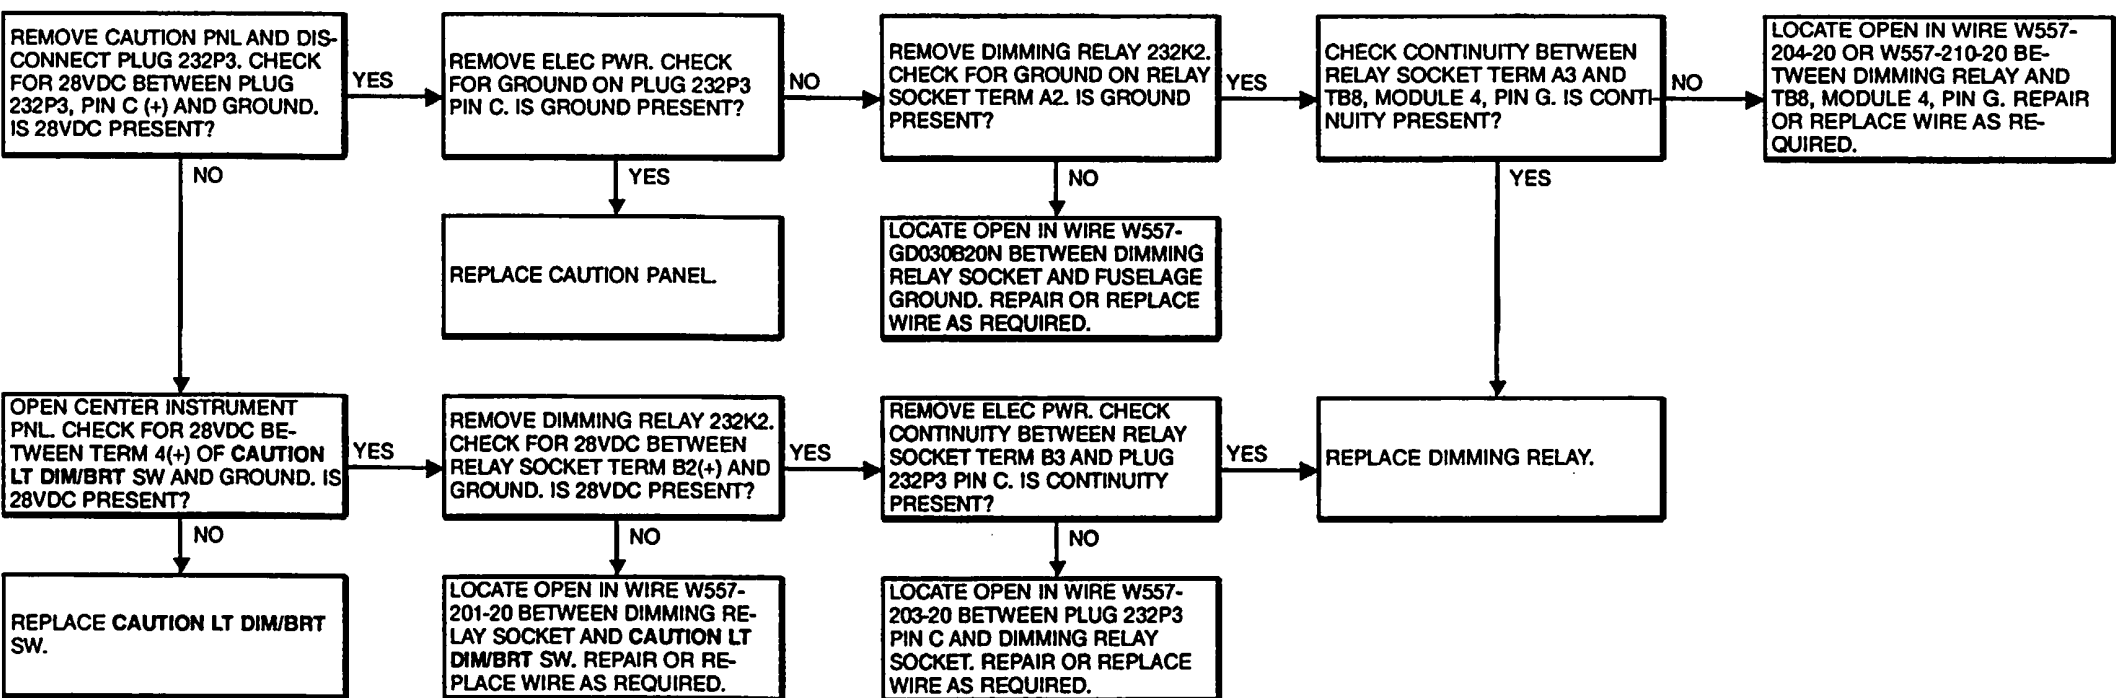 REMOVE CAUTION PNL AND DIS-
CONNECT PLUG 232P3. CHECK
FOR 28VDC BETWEEN PLUG
232P3, PIN C (+) AND GROUND.
IS 28VDC PRESENT?
YES
REMOVE ELEC PWR. CHECK
FOR GROUND ON PLUG 232P3
PIN C. IS GROUND PRESENT?
NO
REMOVE DIMMING RELAY 232K2.
CHECK FOR GROUND ON RELAY
SOCKET TERM A2. IS GROUND
PRESENT?
YES
CHECK CONTINUITY BETWEEN
RELAY SOCKET TERM A3 AND
TB8, MODULE 4, PIN G. IS CONTI-
NUITY PRESENT?
NO
LOCATE OPEN IN WIRE W557-
204-20 OR W557-210-20 BE-
TWEEN DIMMING RELAY AND
TB8, MODULE 4, PIN G. REPAIR
OR REPLACE WIRE AS RE-
QUIRED.
NO
YES
NO
YES
REPLACE CAUTION PANEL.
LOCATE OPEN IN WIRE W557-
GD030B20N BETWEEN DIMMING
RELAY SOCKET AND FUSELAGE
GROUND. REPAIR OR REPLACE
WIRE AS REQUIRED.
OPEN CENTER INSTRUMENT
PNL. CHECK FOR 28VDC BE-
TWEEN TERM 4(+) OF CAUTION
LT DIM/BRT SW AND GROUND. IS
28VDC PRESENT?
YES
REMOVE DIMMING RELAY 232K2.
CHECK FOR 28VDC BETWEEN
RELAY SOCKET TERM B2(+) AND
GROUND. IS 28VDC PRESENT?
YES
REMOVE ELEC PWR. CHECK
CONTINUITY BETWEEN RELAY
SOCKET TERM B3 AND PLUG
232P3 PIN C. IS CONTINUITY
PRESENT?
YES
REPLACE DIMMING RELAY.
NO
NO
NO
REPLACE CAUTION LT DIM/BRT
SW.
LOCATE OPEN IN WIRE W557-
201-20 BETWEEN DIMMING RE-
LAY SOCKET AND CAUTION LT
DIM/BRT SW. REPAIR OR RE-
PLACE WIRE AS REQUIRED.
LOCATE OPEN IN WIRE W557-
203-20 BETWEEN PLUG 232P3
PIN C AND DIMMING RELAY
SOCKET. REPAIR OR REPLACE
WIRE AS REQUIRED.